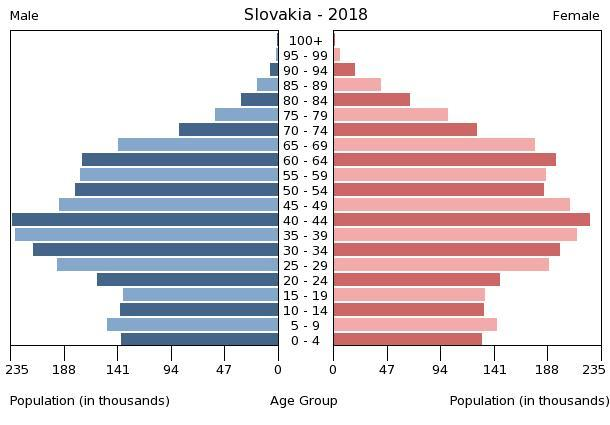 Slovakia - 2018
Male
Female
100+
95 - 99
90 - 94
85 - 89
80 - 84
75 - 79
70 - 74
65 - 69
60 - 64
55 - 59
50 - 54
45 - 49
40 - 44
35 - 39
30 - 34
25 - 29
20 - 24
15 - 19
10 - 14
5 - 9
0 - 4
235 188 141 94 47 0 0 47 94 141 188 235
Population (in thousands) Age Group Population (in thousands)